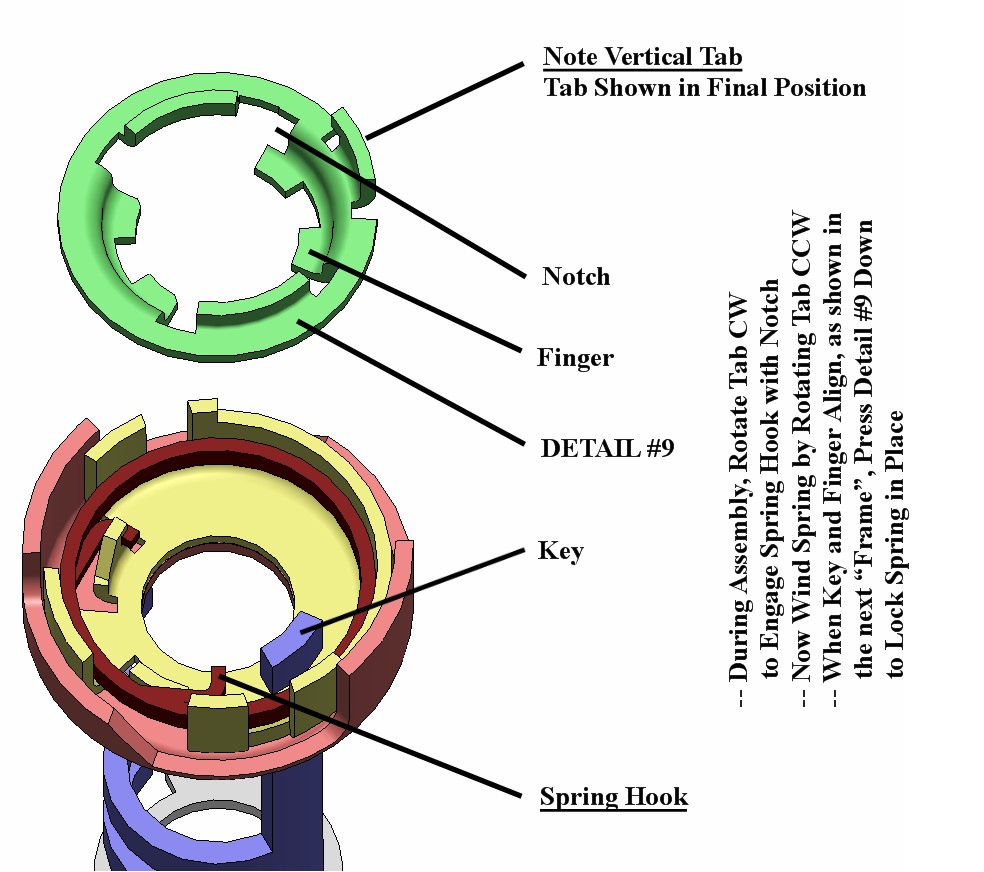 Note Vertical Tab
Tab Shown in Final Position
Notch
Finger
DETAIL #9
Key
Spring Hook
-- During Assembly, Rotate Tab CW
to Engage Spring Hook with Notch
-- Now Wind Spring by Rotating Tab CCW
-- When Key and Finger Align, as shown in
the next “Frame”, Press Detail #9 Down
to Lock Spring in Place